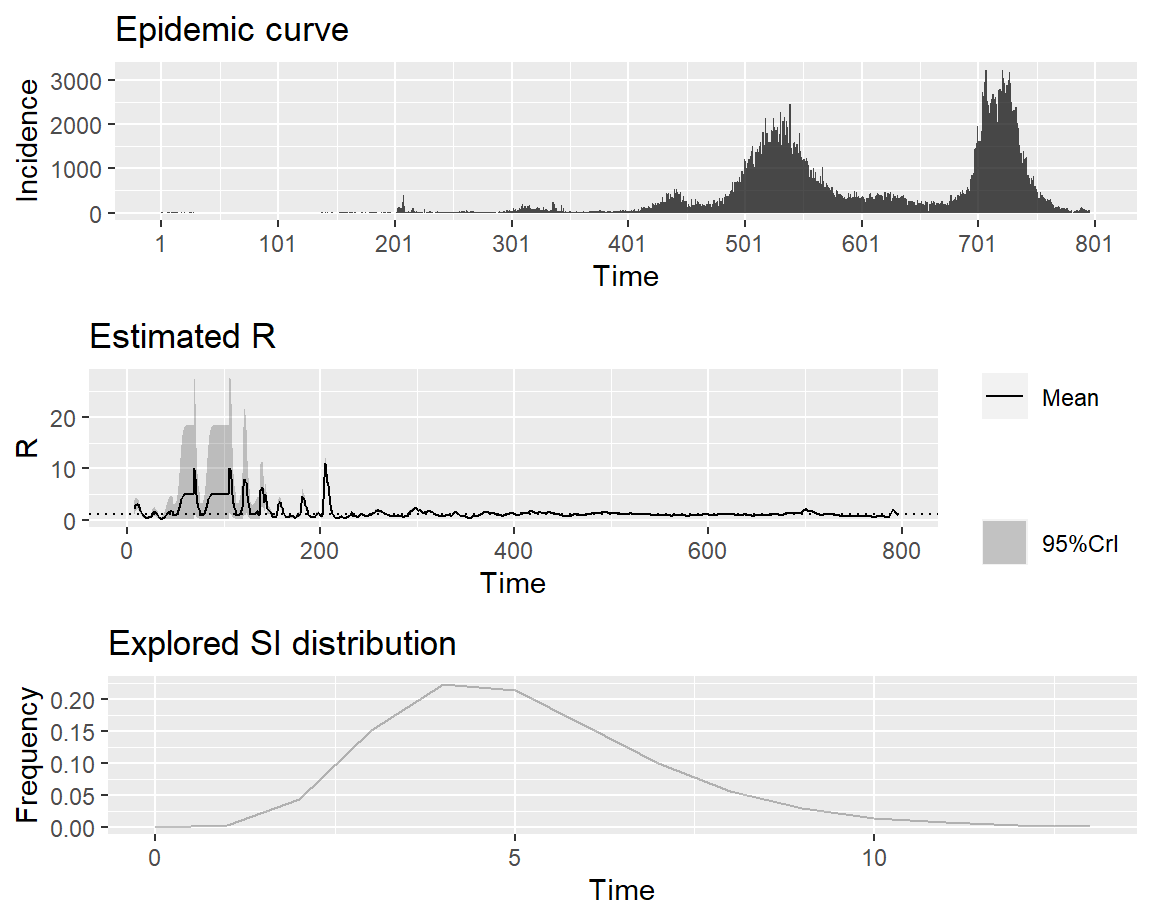 Epidemic curve
3000
2000
1000
0
Incidence
1 101 201 301 401 501 601 701 801
Time
Estimated R
20
10
0
R
0 200 400 600 800
Time
Mean
95%CrI
Explored SI distribution
0.20
0.15
0.10
0.05
0.00
Frequency
0 5 10
Time